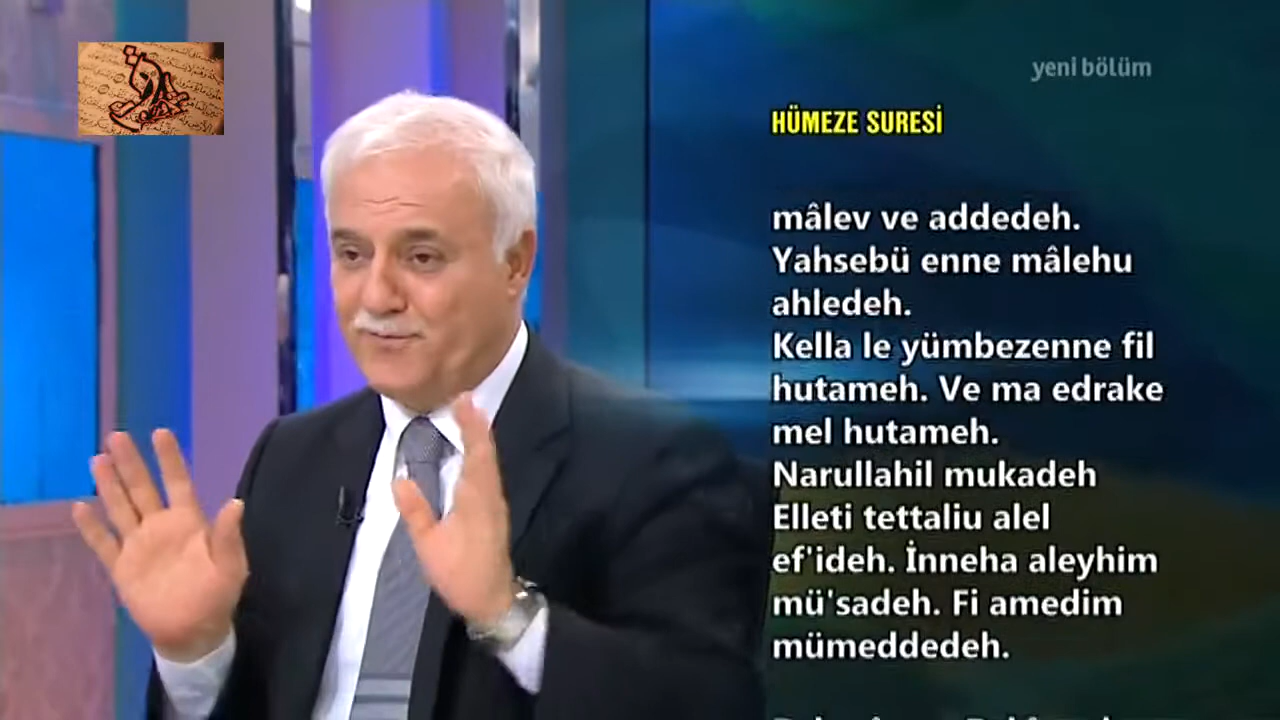 yeni bölüm
HÜMEZE SURESİ
mâlev ve addedeh.
Yahsebü enne mâlehu
ahledeh.
Kella le yümbezenne fil
hutameh. Ve ma edrake
mel hutameh.
Narullahil mukadeh
Elleti tettaliu alel
ef'ideh. İnneha aleyhim
mü'sadeh. Fi amedim
mümeddedeh.